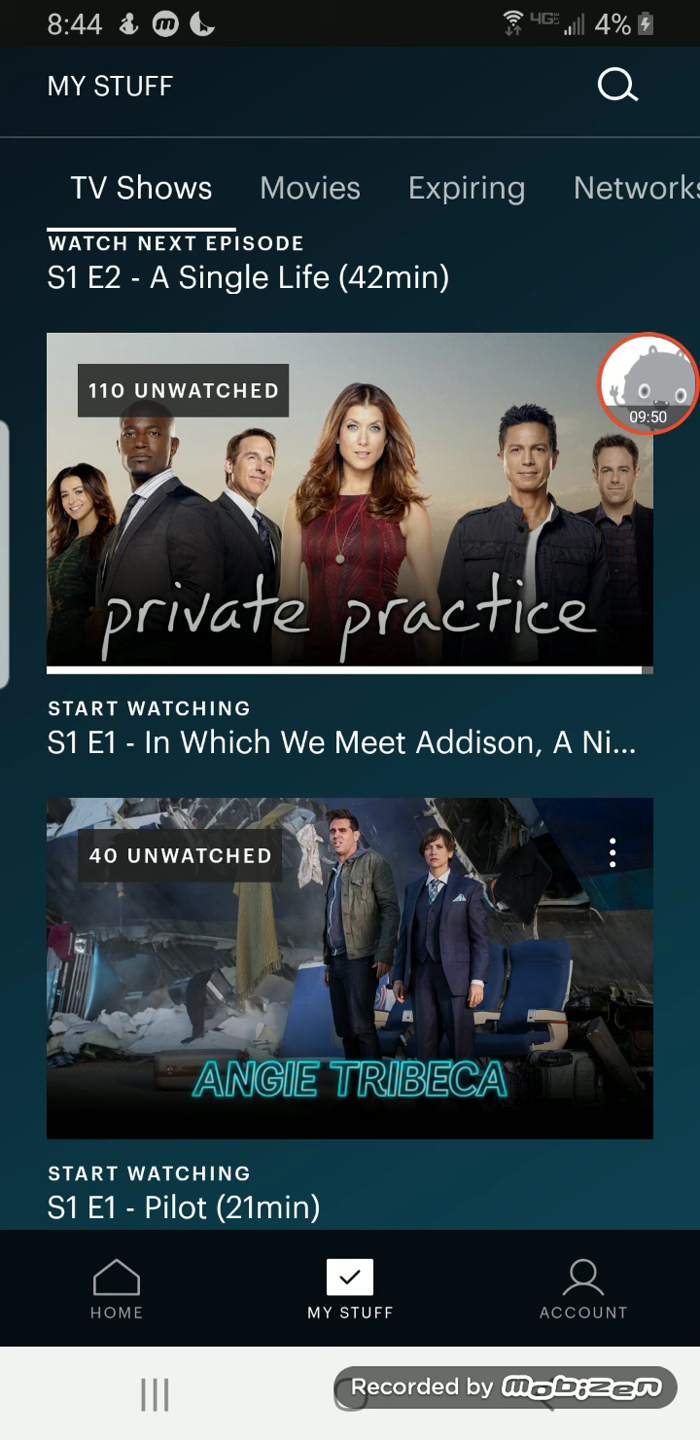 8:44
4GE
4%
MY STUFF
TV Shows Movies Expiring Networks
WATCH NEXT EPISODE
S1 E2 - A Single Life (42min)
110 UNWATCHED
09:50
private practice
START WATCHING
S1 E1 - In Which We Meet Addison, A Ni...
40 UNWATCHED
ANGIE TRIBECA
START WATCHING
S1 E1 - Pilot (21min)
HOME MY STUFF ACCOUNT
Recorded by mobizen